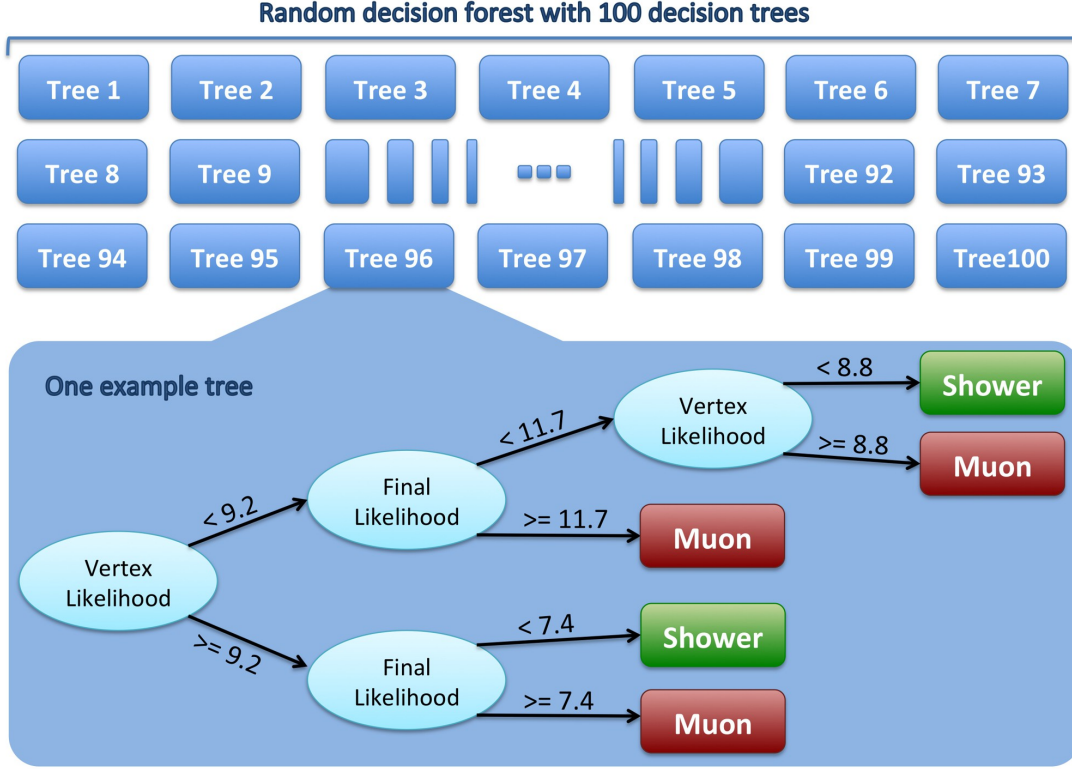 Random decision forest with 100 decision trees
Tree 1
Tree 2
Tree 3
Tree 4
Tree 5
Tree 6
Tree 7
Tree 8
Tree 9
Tree 92
Tree 93
Tree 94
Tree 95
Tree 96
Tree 97
Tree 98
Tree 99
Tree100
One example tree
Vertex
Likelihood
< 9.2
>= 9.2
Final
Likelihood
< 11.7
>= 11.7
Vertex
Likelihood
< 8.8
Shower
>= 8.8
Muon
Muon
Final
Likelihood
< 7.4
Shower
>= 7.4
Muon